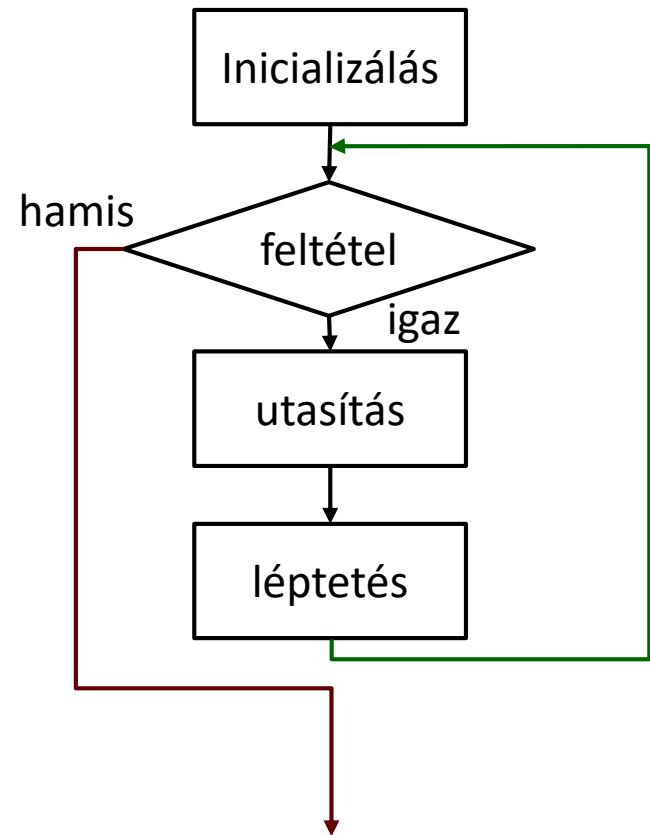 Inicializálás
hamis
feltétel
igaz
utasítás
léptetés